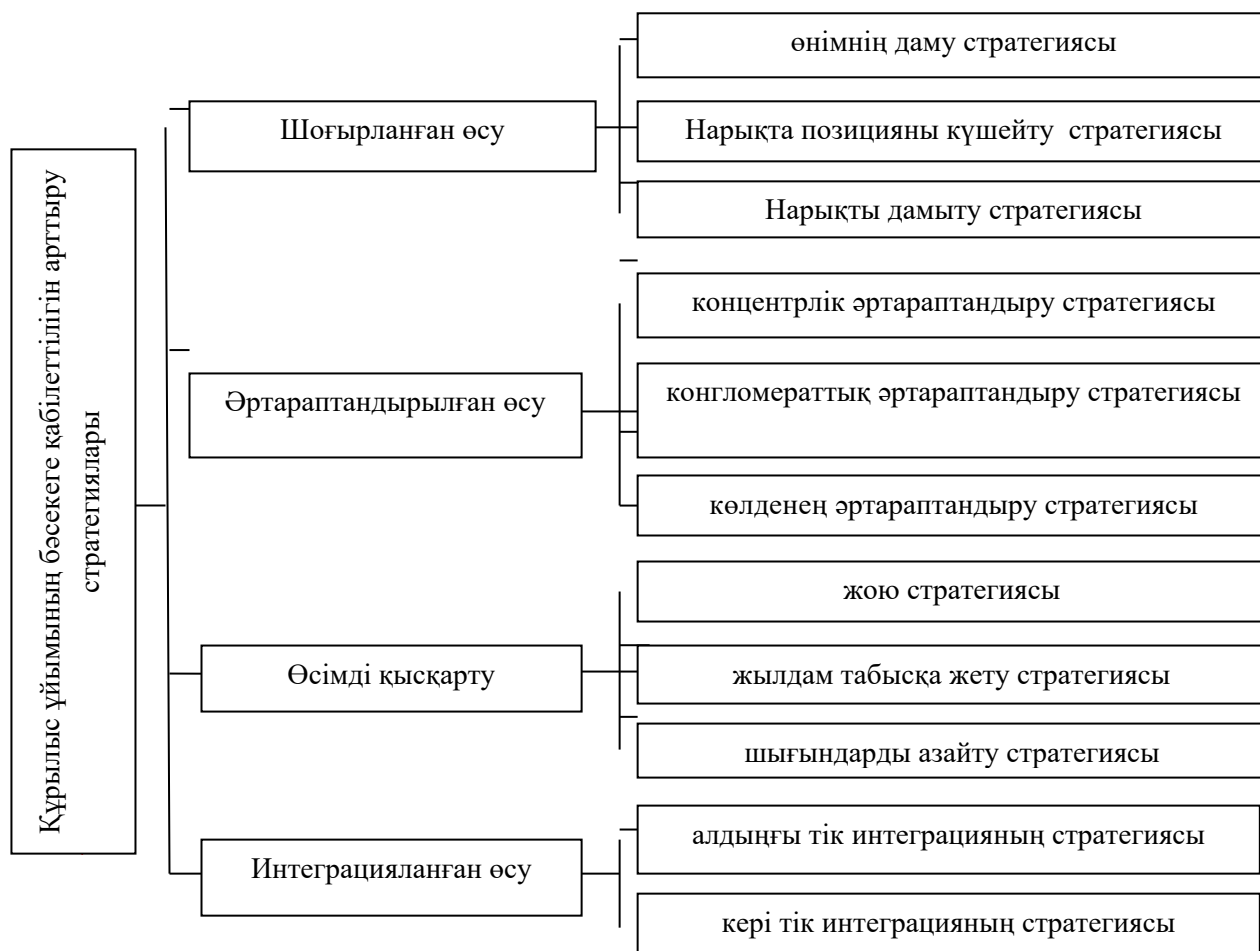 Құрылыс ұйымының бәсекеге қабілеттілігін арттыру
стратегиялары
Шоғырланған өсу
өнімнің даму стратегиясы
Нарықта позицияны күшейту стратегиясы
Нарықты дамыту стратегиясы
Әртараптандырылған өсу
концентрлік әртараптандыру стратегиясы
конгломераттық әртараптандыру стратегиясы
көлденең әртараптандыру стратегиясы
Өсімді қысқарту
жою стратегиясы
жылдам табысқа жету стратегиясы
шығындарды азайту стратегиясы
Интеграцияланған өсу
алдыңғы тік интеграцияның стратегиясы
кері тік интеграцияның стратегиясы